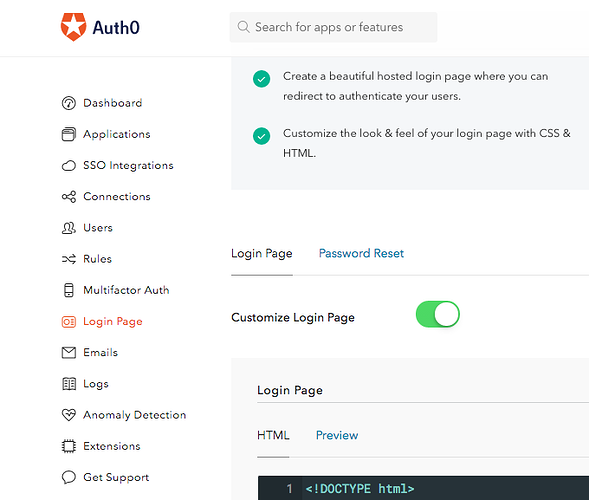 Auth0
Search for apps or features
Create a beautiful hosted login page where you can
redirect to authenticate your users.
Customize the look & feel of your login page with CSS &
HTML.
Dashboard
Applications
SSO Integrations
Connections
Users
Rules
Multifactor Auth
Login Page
Emails
Logs
Anomaly Detection
Extensions
Get Support
Login Page
Password Reset
Customize Login Page
Login Page
HTML
Preview
1 <!DOCTYPE html>